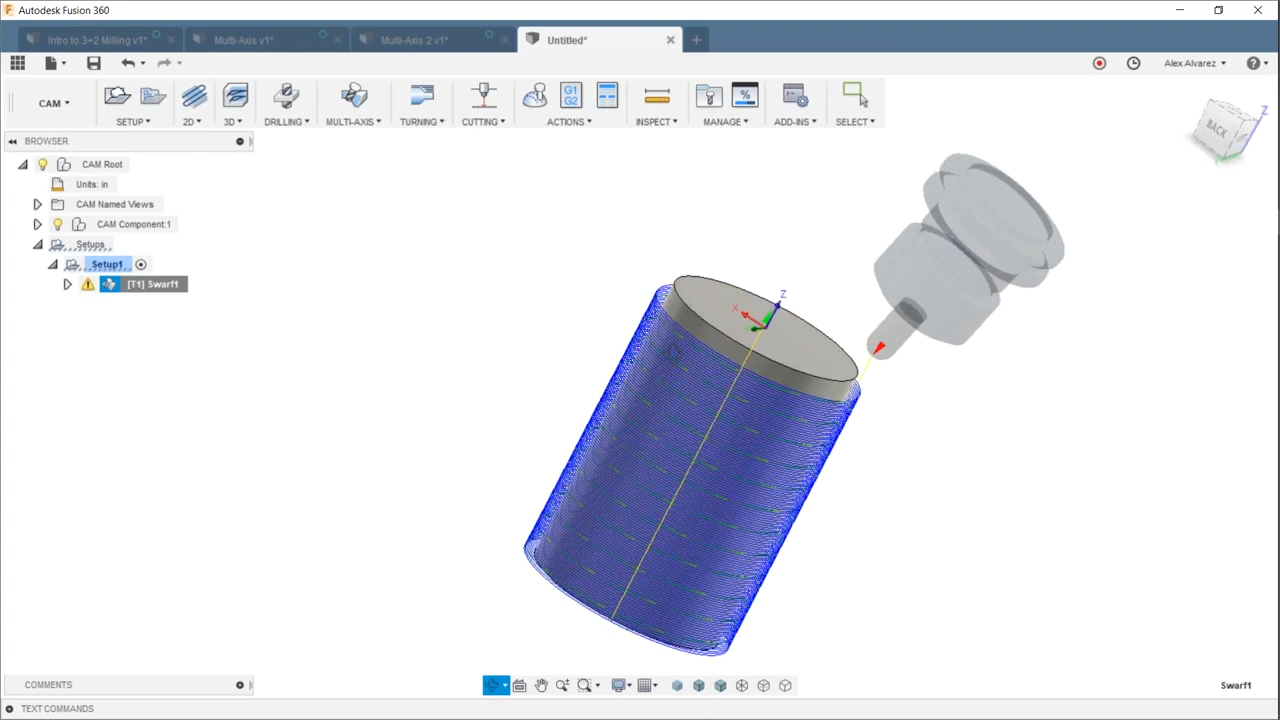 Autodesk Fusion 360
Intro to 3+2 Milling v1*
Multi-Axis v1*
Multi-Axis 2 v1*
Untitled*
Alex Alvarez
CAM
SETUP
2D
3D
DRILLING
MULTI-AXIS
TURNING
CUTTING
G1
G2
ACTIONS
INSPECT
%
MANAGE
ADD-INS
SELECT
BROWSER
CAM Root
Units: in
CAM Named Views
CAM Component:1
Setups
Setup1
[T1] Swarf1
BACK
Z
Z
X
COMMENTS
Swarf1
TEXT COMMANDS